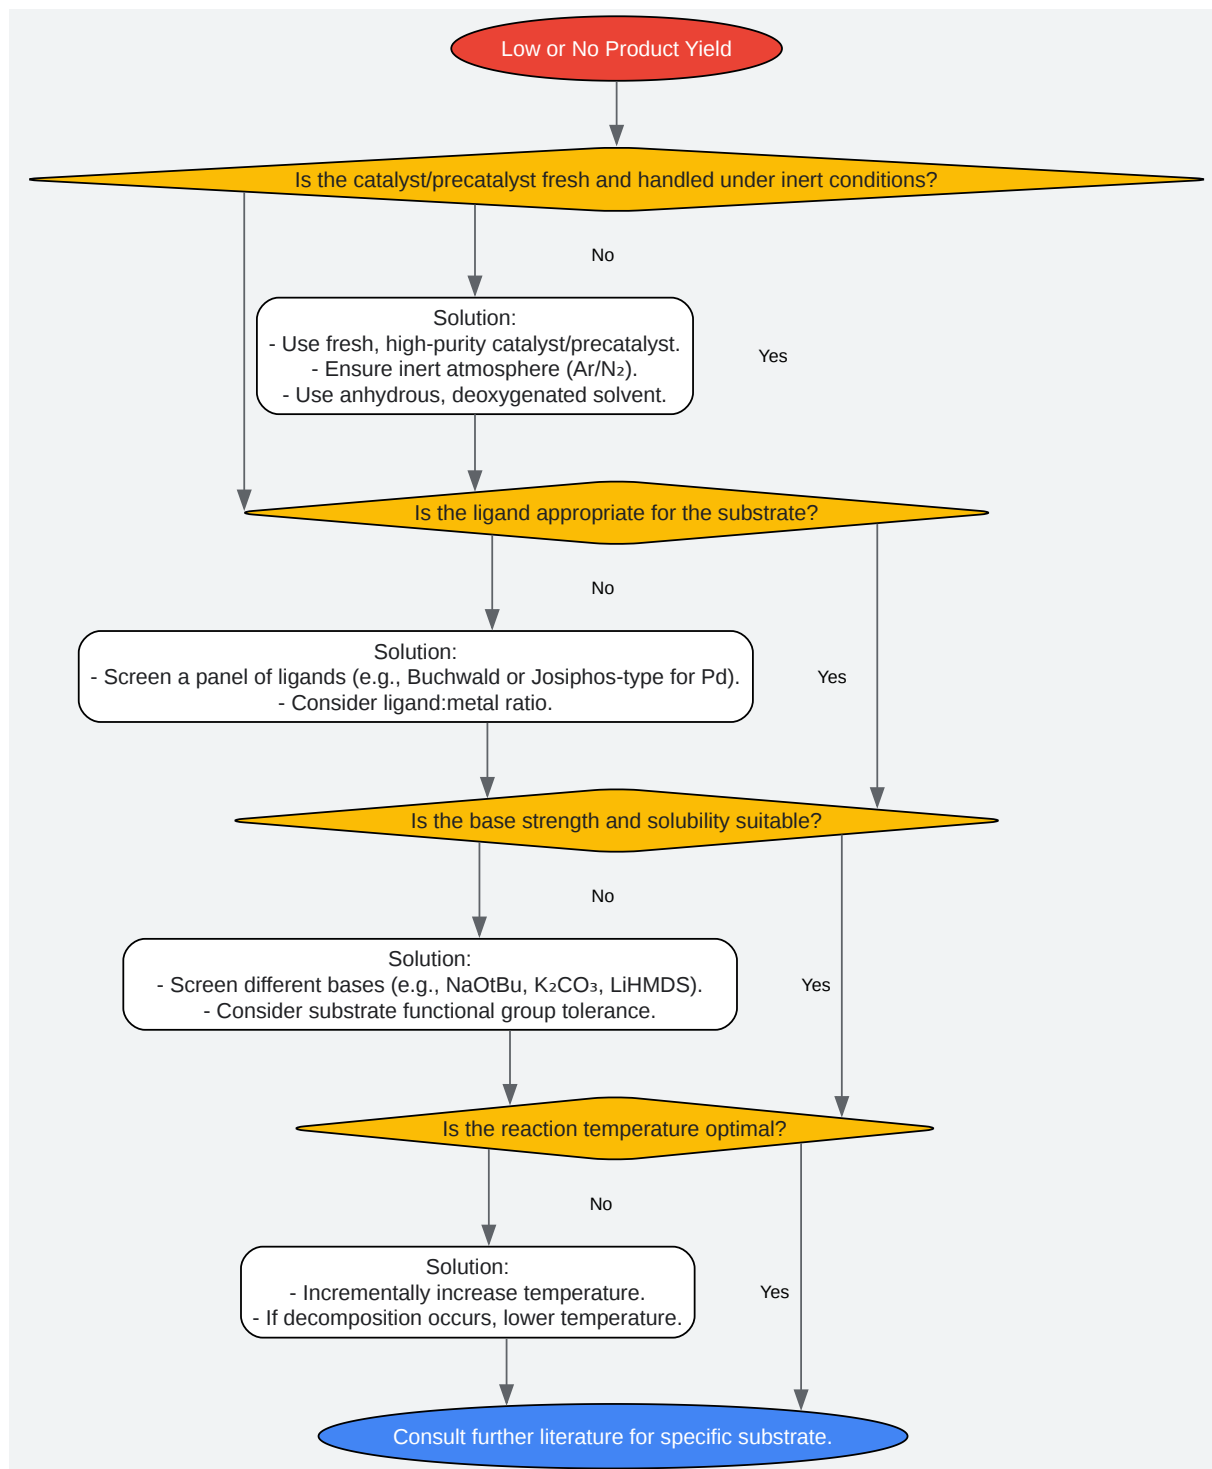 Low or No Product Yield
Is the catalyst/precatalyst fresh and handled under inert conditions?
No
Solution:
- Use fresh, high-purity catalyst/precatalyst.
- Ensure inert atmosphere (Ar/N₂).
- Use anhydrous, deoxygenated solvent.
Yes
Is the ligand appropriate for the substrate?
No
Solution:
- Screen a panel of ligands (e.g., Buchwald or Josiphos-type for Pd).
- Consider ligand:metal ratio.
Yes
Is the base strength and solubility suitable?
No
Solution:
- Screen different bases (e.g., NaOtBu, K₂CO₃, LiHMDS).
- Consider substrate functional group tolerance.
Yes
Is the reaction temperature optimal?
No
Solution:
- Incrementally increase temperature.
- If decomposition occurs, lower temperature.
Yes
Consult further literature for specific substrate.